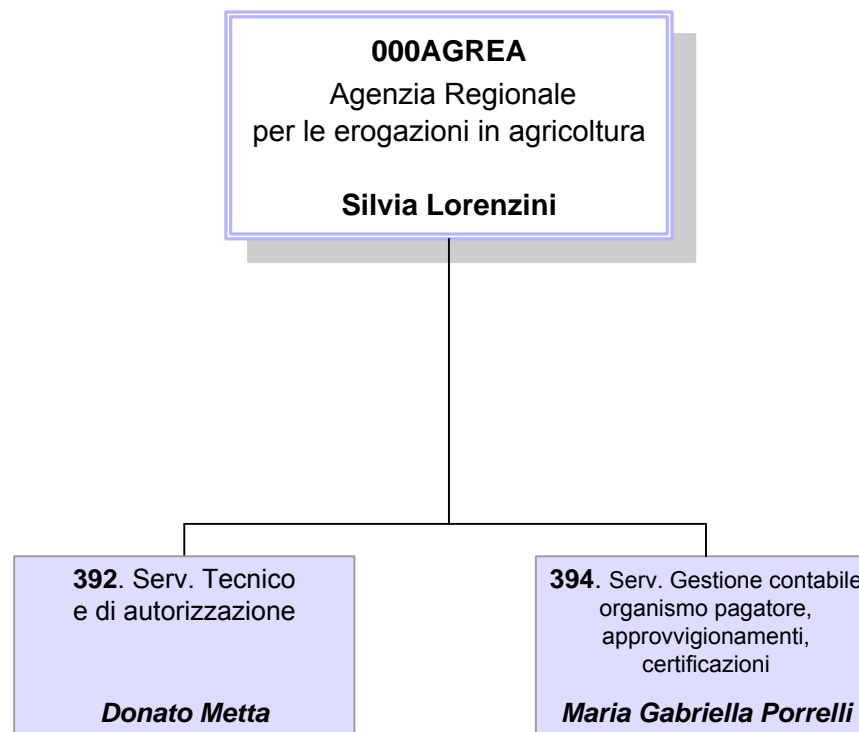 000AGREA
Agenzia Regionale
per le erogazioni in agricoltura
Silvia Lorenzini
392. Serv. Tecnico
e di autorizzazione
Donato Metta
394. Serv. Gestione contabile
organismo pagatore,
approvvigionamenti,
certificazioni
Maria Gabriella Porrelli